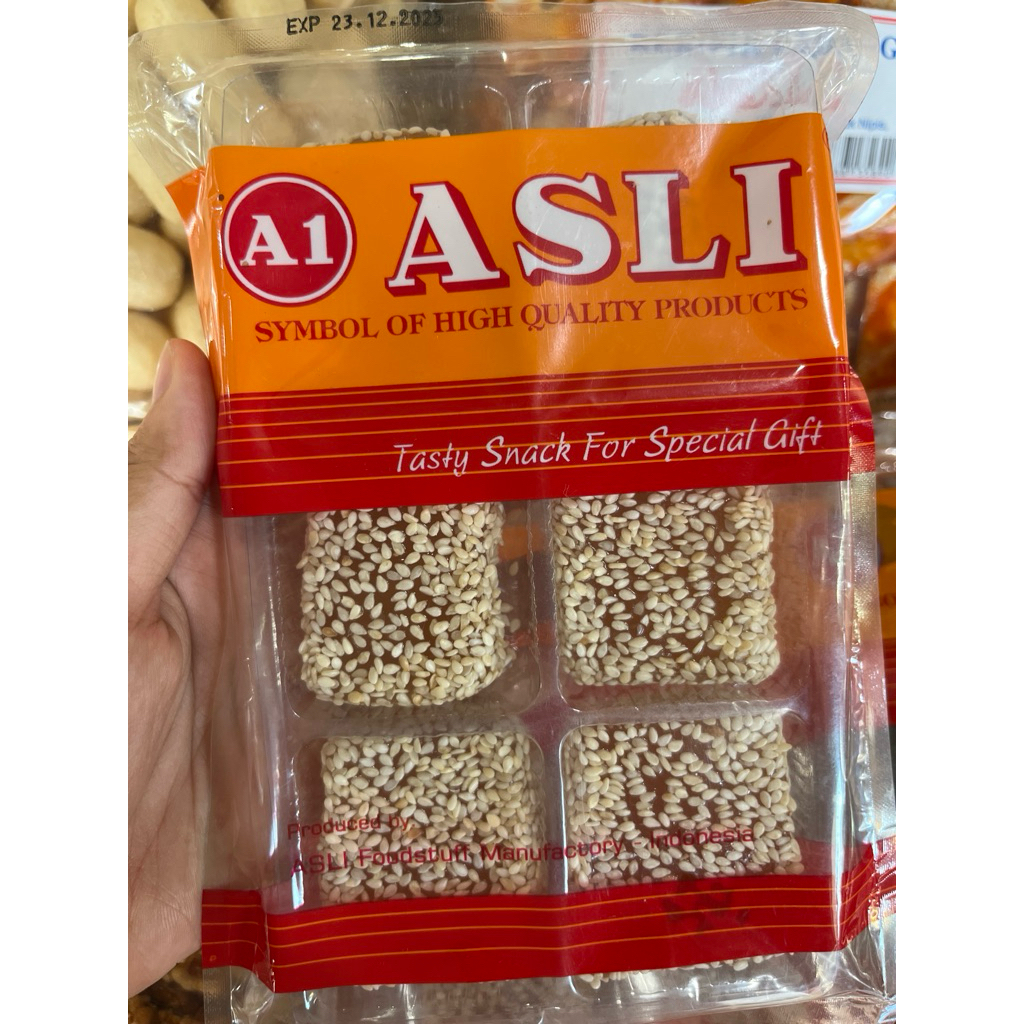 EXP 23.12.2025
A1
ASLI
SYMBOL OF HIGH QUALITY PRODUCTS
Tasty Snack For Special Gift
Produced by:
ASLI Foodstuff Manufactory - Indonesia